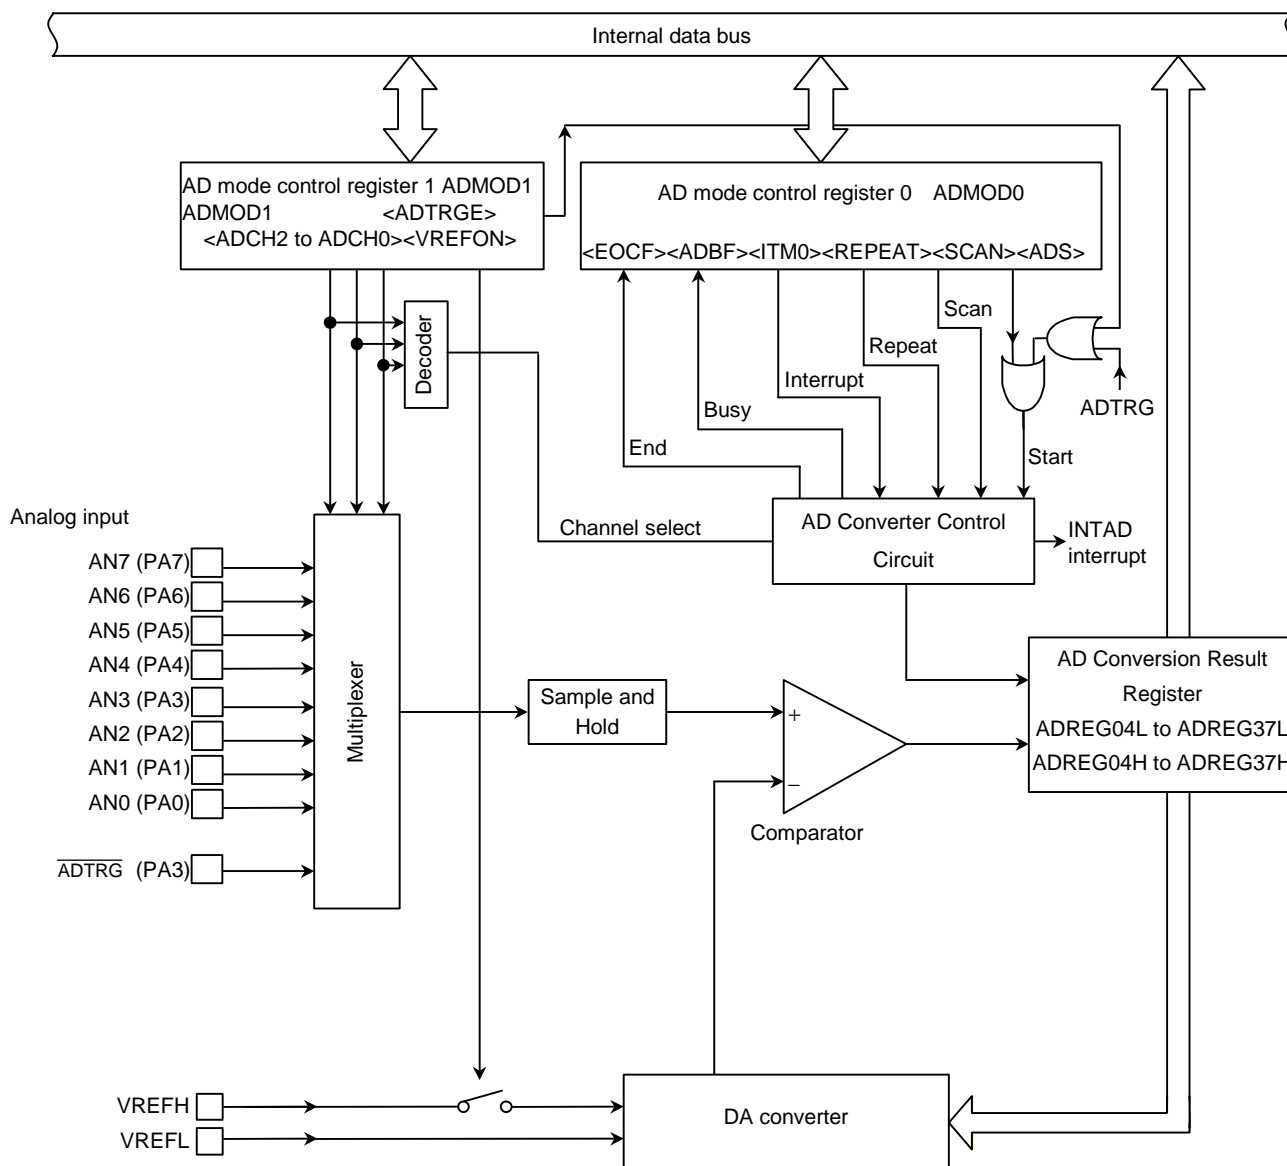 Internal data bus
AD mode control register 1 ADMOD1
ADMOD1 <ADTRGE>
<ADCH2 to ADCH0><VREFON>
AD mode control register 0 ADMOD0
<EOCF><ADBF><ITM0><REPEAT><SCAN><ADS>
Decoder
Scan
Repeat
Interrupt
Busy
End
ADTRG
Start
Analog input
Channel select
AD Converter Control
Circuit
INTAD
interrupt
AN7 (PA7)
AN6 (PA6)
AN5 (PA5)
AN4 (PA4)
AN3 (PA3)
AN2 (PA2)
AN1 (PA1)
AN0 (PA0)
A̅D̅T̅R̅G̅ (PA3)
Multiplexer
Sample and
Hold
+
−
Comparator
AD Conversion Result
Register
ADREG04L to ADREG37L
ADREG04H to ADREG37H
VREFH
VREFL
DA converter